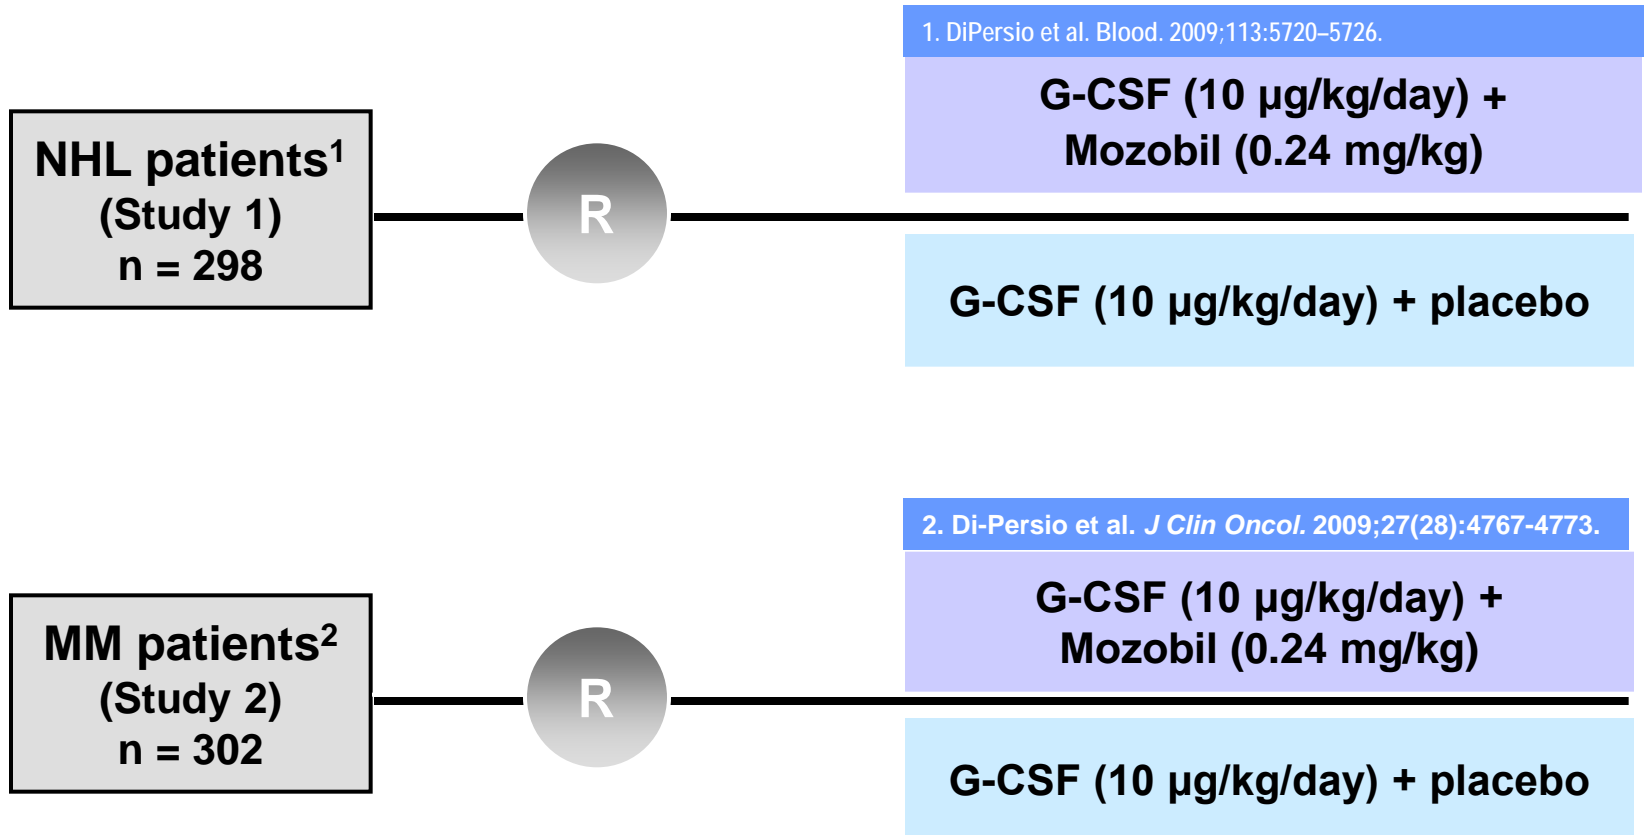 1. DiPersio et al. Blood. 2009;113:5720–5726.
NHL patients¹
(Study 1)
n = 298
R
G-CSF (10 µg/kg/day) +
Mozobil (0.24 mg/kg)
G-CSF (10 µg/kg/day) + placebo
2. Di-Persio et al. J Clin Oncol. 2009;27(28):4767-4773.
MM patients²
(Study 2)
n = 302
R
G-CSF (10 µg/kg/day) +
Mozobil (0.24 mg/kg)
G-CSF (10 µg/kg/day) + placebo